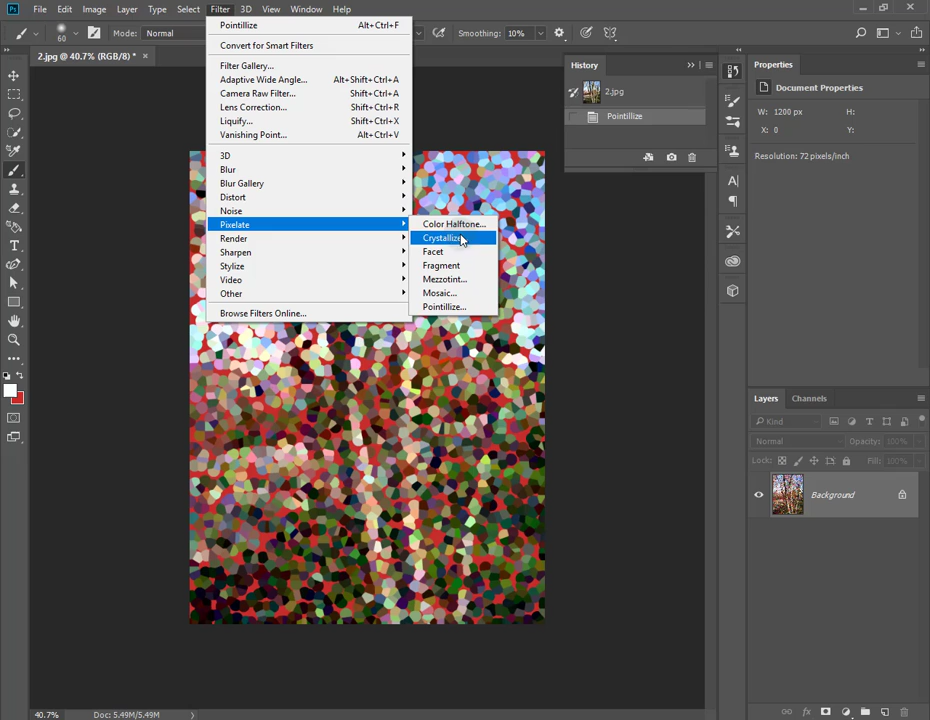 Ps File Edit Image Layer Type Select Filter 3D View Window Help
60 Mode: Normal Smoothing: 10%
2.jpg @ 40.7% (RGB/8) * ×
Pointillize Alt+Ctrl+F
Convert for Smart Filters
Filter Gallery...
Adaptive Wide Angle... Alt+Shift+Ctrl+A
Camera Raw Filter... Shift+Ctrl+A
Lens Correction... Shift+Ctrl+R
Liquify... Shift+Ctrl+X
Vanishing Point... Alt+Ctrl+V
3D
Blur
Blur Gallery
Distort
Noise
Pixelate
Render
Sharpen
Stylize
Video
Other
Browse Filters Online...
Color Halftone...
Crystallize
Facet
Fragment
Mezzotint...
Mosaic...
Pointillize...
History
2.jpg
Pointillize
Properties
Document Properties
W: 1200 px H:
X: 0 Y:
Resolution: 72 pixels/inch
Layers Channels
Kind
Normal Opacity: 100%
Lock: Fill: 100%
Background
fx
40.7% Doc: 5.49M/5.49M